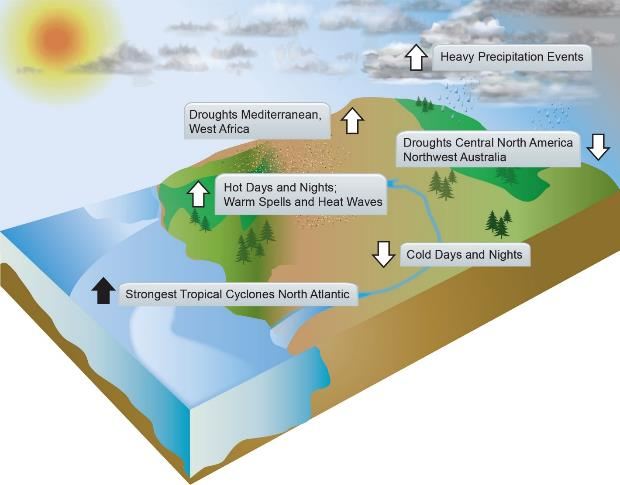 Heavy Precipitation Events
Droughts Mediterranean,
West Africa
Droughts Central North America
Northwest Australia
Hot Days and Nights;
Warm Spells and Heat Waves
Cold Days and Nights
Strongest Tropical Cyclones North Atlantic